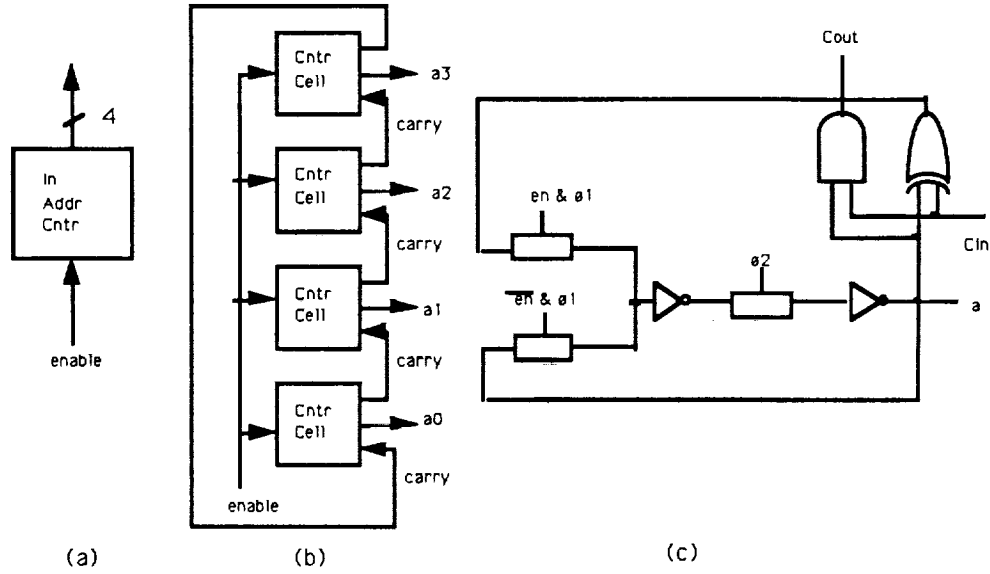 4
In
Addr
Cntr
enable
(a)
Cntr
Cell
a3
carry
Cntr
Cell
a2
carry
Cntr
Cell
a1
carry
Cntr
Cell
a0
carry
enable
(b)
Cout
en & ø1
Cin
ø2
e̅n̅ & ø1
a
(c)